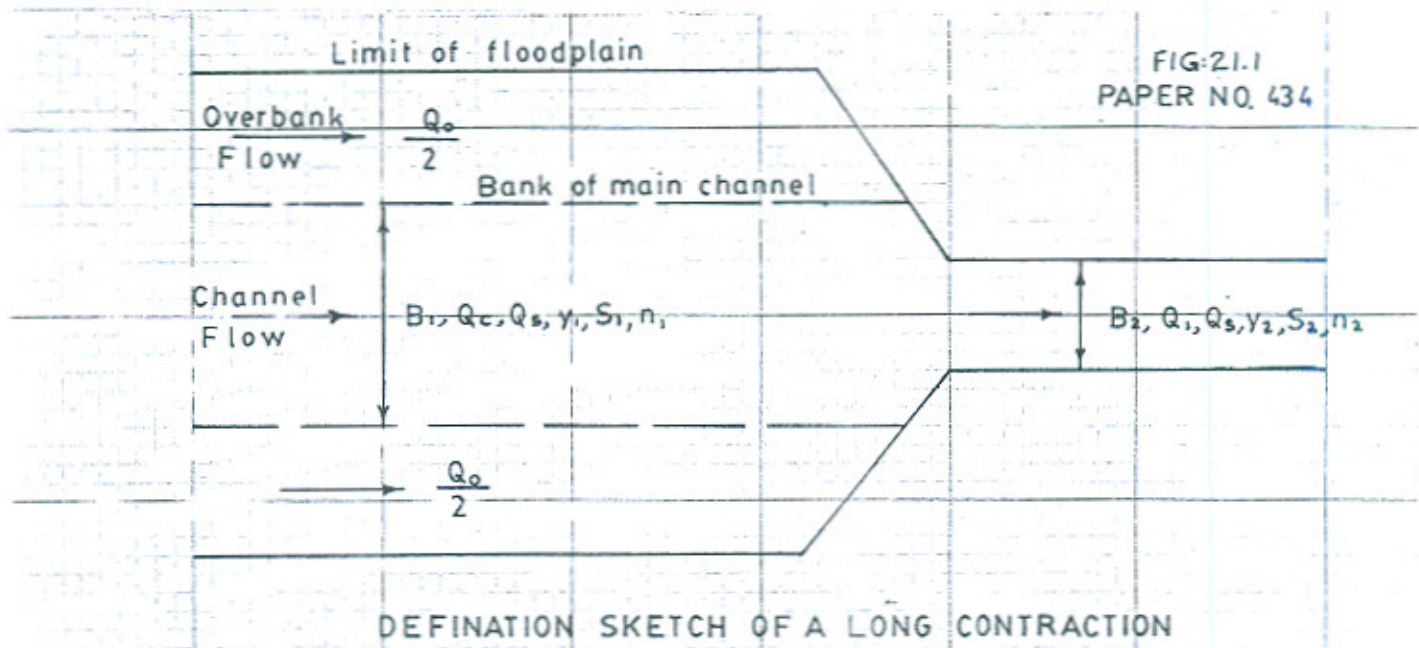 Limit of floodplain
FIG:21.1
PAPER NO. 434
Overbank
Flow
Qo
2
Bank of main channel
Channel
Flow
B1, Qc, Qs, y1, S1, n1
B2, Q1, Qs, y2, S2, n2
Qo
2
DEFINATION SKETCH OF A LONG CONTRACTION